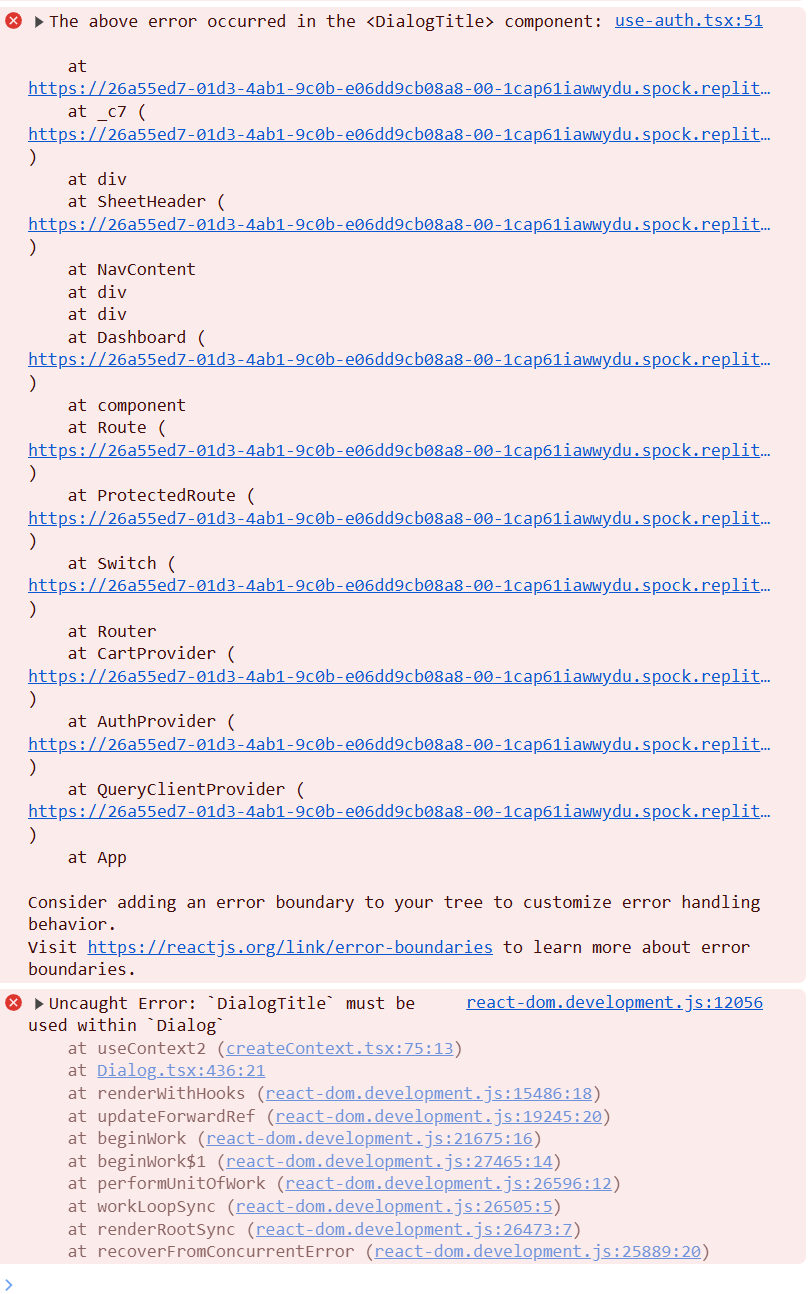 The above error occurred in the <DialogTitle> component: use-auth.tsx:51
at
https://26a55ed7-01d3-4ab1-9c0b-e06dd9cb08a8-00-1cap61iawwydu.spock.replit…
at _c7 (
https://26a55ed7-01d3-4ab1-9c0b-e06dd9cb08a8-00-1cap61iawwydu.spock.replit…
)
at div
at SheetHeader (
https://26a55ed7-01d3-4ab1-9c0b-e06dd9cb08a8-00-1cap61iawwydu.spock.replit…
)
at NavContent
at div
at div
at Dashboard (
https://26a55ed7-01d3-4ab1-9c0b-e06dd9cb08a8-00-1cap61iawwydu.spock.replit…
)
at component
at Route (
https://26a55ed7-01d3-4ab1-9c0b-e06dd9cb08a8-00-1cap61iawwydu.spock.replit…
)
at ProtectedRoute (
https://26a55ed7-01d3-4ab1-9c0b-e06dd9cb08a8-00-1cap61iawwydu.spock.replit…
)
at Switch (
https://26a55ed7-01d3-4ab1-9c0b-e06dd9cb08a8-00-1cap61iawwydu.spock.replit…
)
at Router
at CartProvider (
https://26a55ed7-01d3-4ab1-9c0b-e06dd9cb08a8-00-1cap61iawwydu.spock.replit…
)
at AuthProvider (
https://26a55ed7-01d3-4ab1-9c0b-e06dd9cb08a8-00-1cap61iawwydu.spock.replit…
)
at QueryClientProvider (
https://26a55ed7-01d3-4ab1-9c0b-e06dd9cb08a8-00-1cap61iawwydu.spock.replit…
)
at App
Consider adding an error boundary to your tree to customize error handling
behavior.
Visit https://reactjs.org/link/error-boundaries to learn more about error
boundaries.
Uncaught Error: `DialogTitle` must be react-dom.development.js:12056
used within `Dialog`
at useContext2 (createContext.tsx:75:13)
at Dialog.tsx:436:21
at renderWithHooks (react-dom.development.js:15486:18)
at updateForwardRef (react-dom.development.js:19245:20)
at beginWork (react-dom.development.js:21675:16)
at beginWork$1 (react-dom.development.js:27465:14)
at performUnitOfWork (react-dom.development.js:26596:12)
at workLoopSync (react-dom.development.js:26505:5)
at renderRootSync (react-dom.development.js:26473:7)
at recoverFromConcurrentError (react-dom.development.js:25889:20)